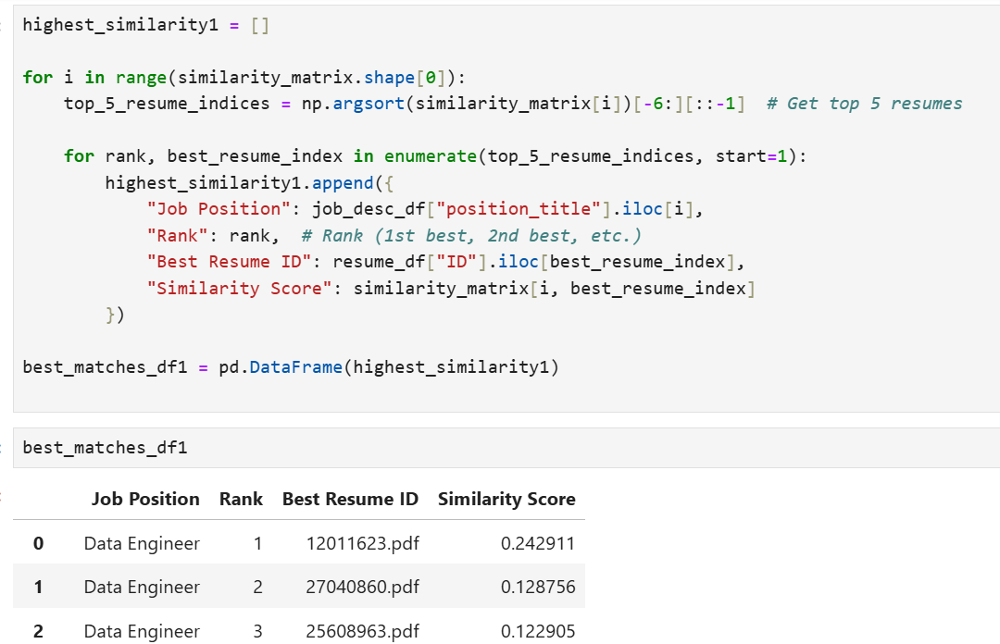 highest_similarity1 = []
for i in range(similarity_matrix.shape[0]):
    top_5_resume_indices = np.argsort(similarity_matrix[i])[-6:][::-1]  # Get top 5 resumes
    for rank, best_resume_index in enumerate(top_5_resume_indices, start=1):
        highest_similarity1.append({
            "Job Position": job_desc_df["position_title"].iloc[i],
            "Rank": rank,  # Rank (1st best, 2nd best, etc.)
            "Best Resume ID": resume_df["ID"].iloc[best_resume_index],
            "Similarity Score": similarity_matrix[i, best_resume_index]
        })
best_matches_df1 = pd.DataFrame(highest_similarity1)
best_matches_df1
Job Position Rank Best Resume ID Similarity Score
0 Data Engineer 1 12011623.pdf 0.242911
1 Data Engineer 2 27040860.pdf 0.128756
2 Data Engineer 3 25608963.pdf 0.122905